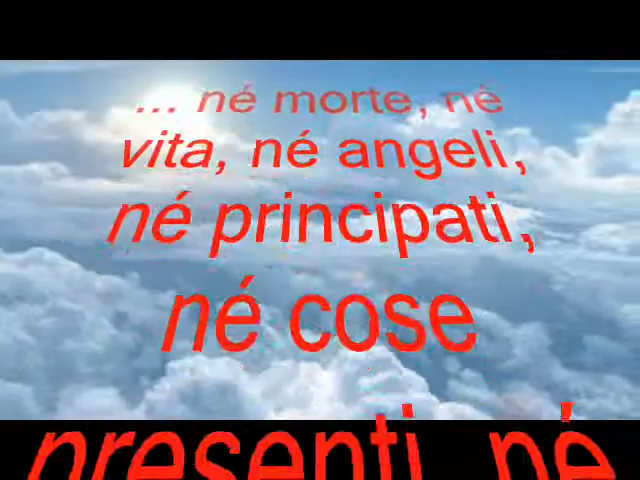 ... né morte, né
vita, né angeli,
né principati,
né cose
presenti, né